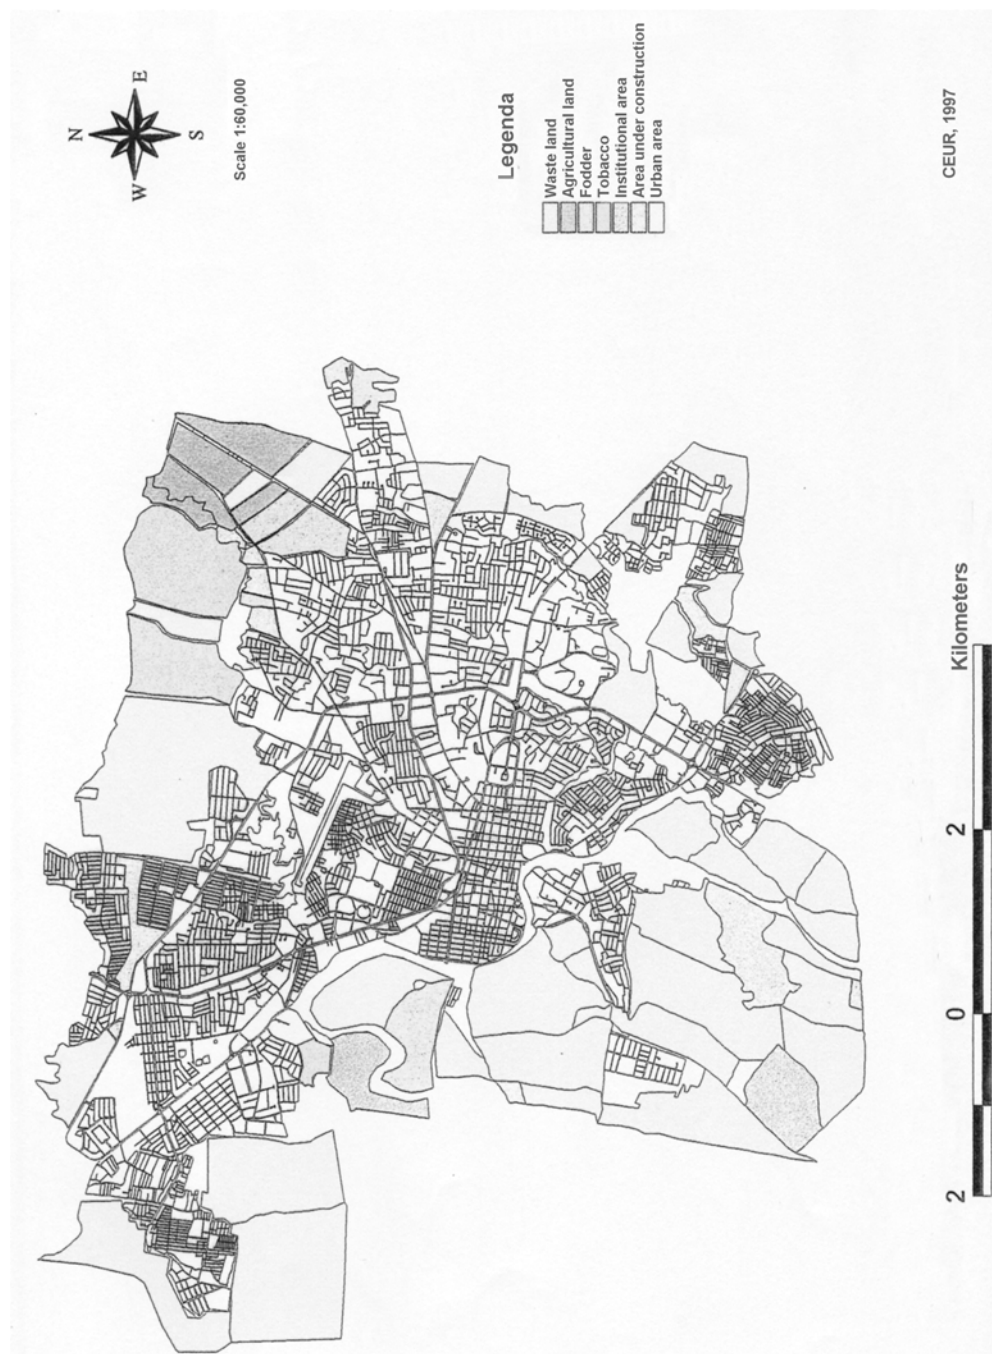 N
E
W
S
Scale 1:60,000
Legenda
Waste land
Agricultural land
Fodder
Tobacco
Institutional area
Area under construction
Urban area
CEUR, 1997
Kilometers
2
0
2